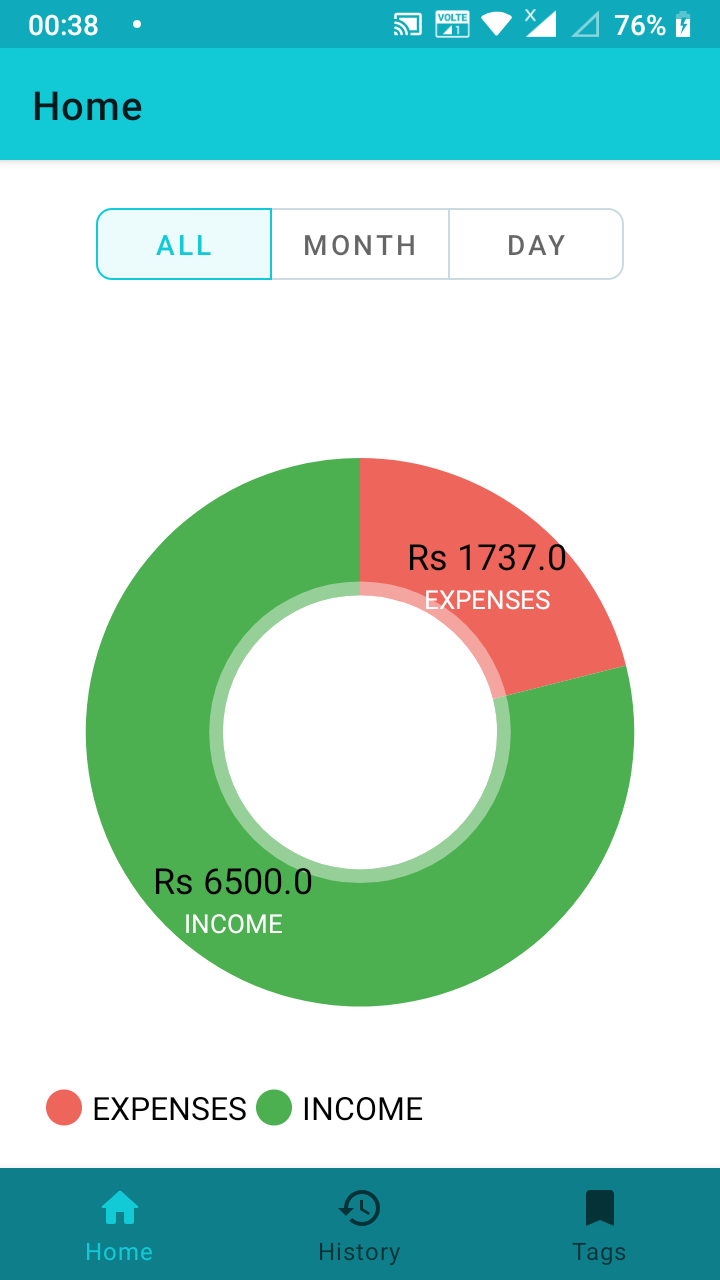 00:38 VOLTE 1 X 76%
Home
ALL MONTH DAY
Rs 1737.0
EXPENSES
Rs 6500.0
INCOME
EXPENSES INCOME
Home History Tags